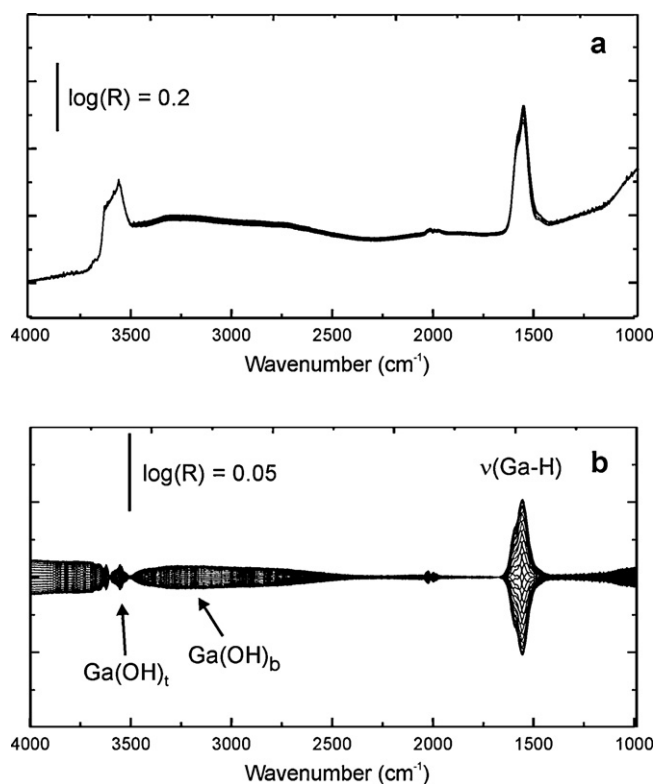 a
log(R) = 0.2
4000 3500 3000 2500 2000 1500 1000
Wavenumber (cm⁻¹)
b
log(R) = 0.05
ν(Ga-H)
Ga(OH)ₜ
Ga(OH)b
4000 3500 3000 2500 2000 1500 1000
Wavenumber (cm⁻¹)